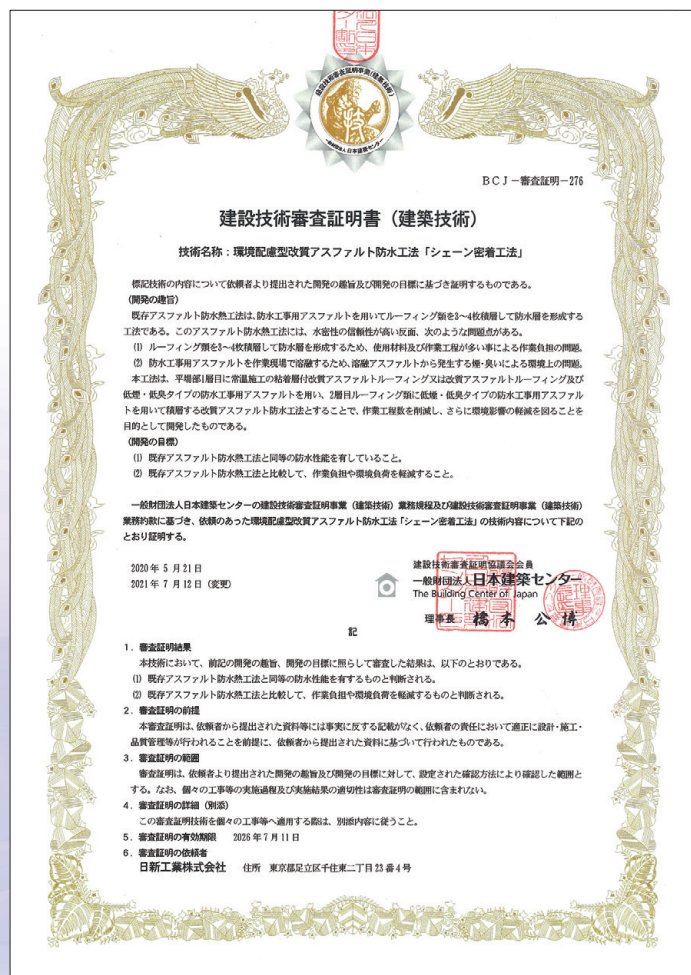 建設技術審査証明事業(建築技術)
技
一般財団法人 日本建築センター
BCJ-審査証明-276
建設技術審査証明書（建築技術）
技術名称：環境配慮型改質アスファルト防水工法「シェーン密着工法」
標記技術の内容について依頼者より提出された開発の趣旨及び開発の目標に基づき証明するものである。
(開発の趣旨)
既存アスファルト防水熱工法は、防水工事用アスファルトを用いてルーフィング類を3～4枚積層して防水層を形成する
工法である。このアスファルト防水熱工法には、水密性の信頼性が高い反面、次のような問題点がある。
(1) ルーフィング類を3～4枚積層して防水層を形成するため、使用材料及び作業工程が多い事による作業負担の問題。
(2) 防水工事用アスファルトを作業現場で溶融するため、溶融アスファルトから発生する煙・臭いによる環境上の問題。
本工法は、平場部1層目に常温施工の粘着層付改質アスファルトルーフィング又は改質アスファルトルーフィング及び
低煙・低臭タイプの防水工事用アスファルトを用い、2層目ルーフィング類に低煙・低臭タイプの防水工事用アスファル
トを用いて積層する改質アスファルト防水工法とすることで、作業工程数を削減し、さらに環境影響の軽減を図ることを
目的として開発したものである。
(開発の目標)
(1) 既存アスファルト防水熱工法と同等の防水性能を有していること。
(2) 既存アスファルト防水熱工法と比較して、作業負担や環境負荷を軽減すること。
一般財団法人日本建築センターの建設技術審査証明事業（建築技術）業務規程及び建設技術審査証明事業（建築技術）
業務約款に基づき、依頼のあった環境配慮型改質アスファルト防水工法「シェーン密着工法」の技術内容について下記の
とおり証明する。
2020年5月21日
2021年7月12日（変更）
建設技術審査証明協議会会員
一般財団法人日本建築センター
The Building Center of Japan
理事長 橋本公博
記
1. 審査証明結果
本技術において、前記の開発の趣旨、開発の目標に照らして審査した結果は、以下のとおりである。
(1) 既存アスファルト防水熱工法と同等の防水性能を有するものと判断される。
(2) 既存アスファルト防水熱工法と比較して、作業負担や環境負荷を軽減するものと判断される。
2. 審査証明の前提
本審査証明は、依頼者から提出された資料等には事実に反する記載がなく、依頼者の責任において適正に設計・施工・
品質管理等が行われることを前提に、依頼者から提出された資料に基づいて行われたものである。
3. 審査証明の範囲
審査証明は、依頼者より提出された開発の趣旨及び開発の目標に対して、設定された確認方法により確認した範囲と
する。なお、個々の工事等の実施過程及び実施結果の適切性は審査証明の範囲に含まれない。
4. 審査証明の詳細（別添）
この審査証明技術を個々の工事等へ適用する際は、別添内容に従うこと。
5. 審査証明の有効期限 2026年7月11日
6. 審査証明の依頼者
日新工業株式会社 住所 東京都足立区千住東二丁目23番4号